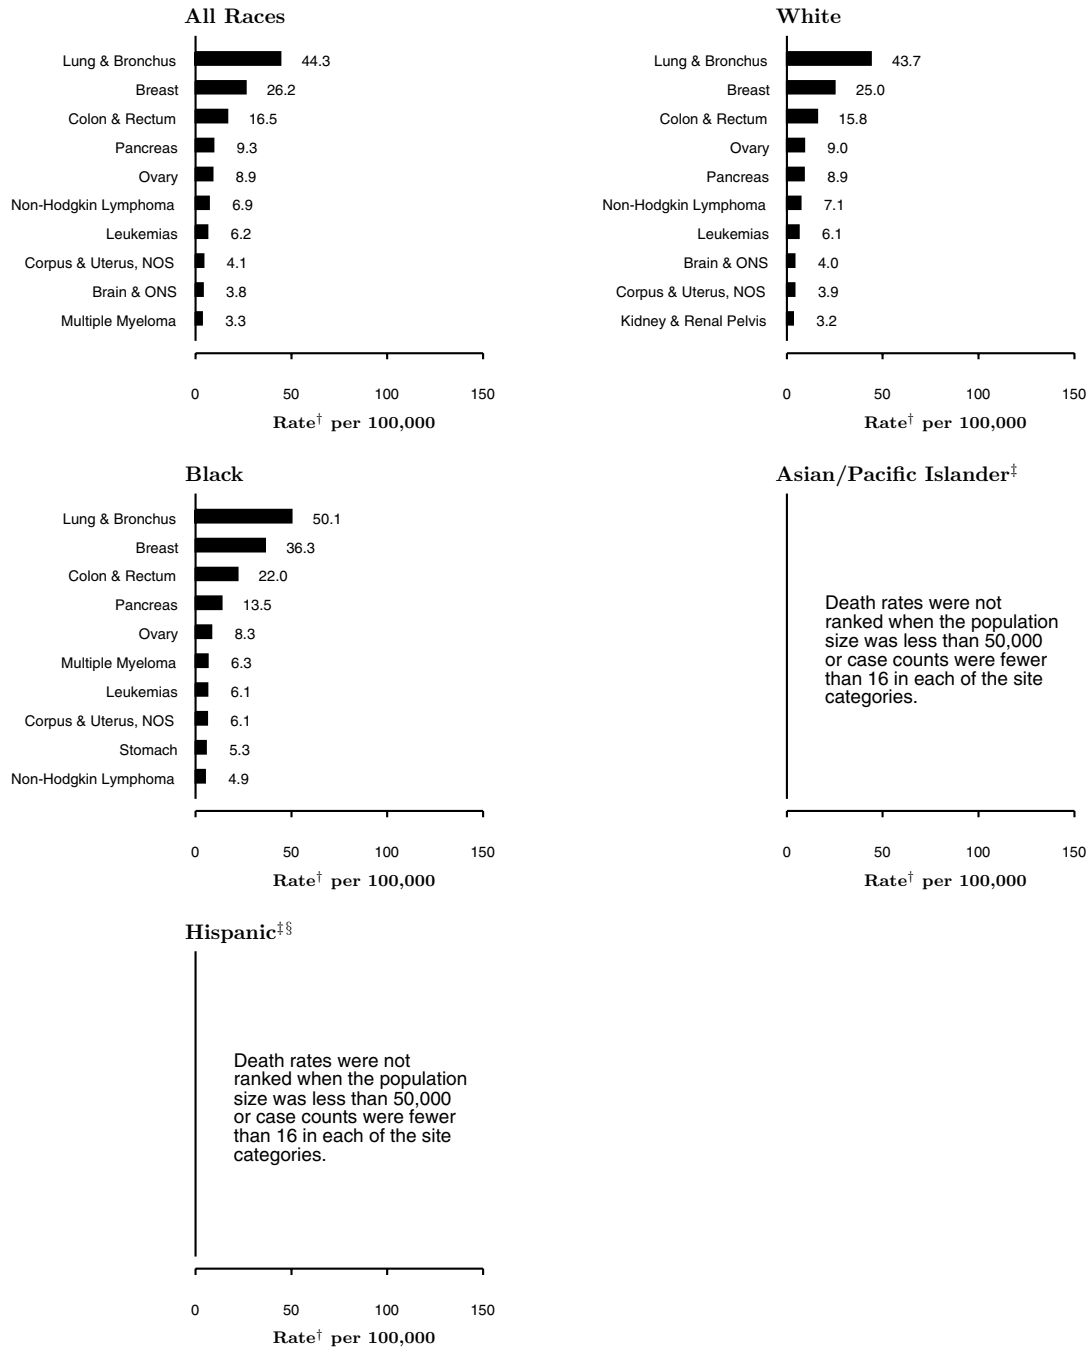 All Races
Lung & Bronchus 44.3
Breast 26.2
Colon & Rectum 16.5
Pancreas 9.3
Ovary 8.9
Non-Hodgkin Lymphoma 6.9
Leukemias 6.2
Corpus & Uterus, NOS 4.1
Brain & ONS 3.8
Multiple Myeloma 3.3
0 50 100 150
Rate† per 100,000
White
Lung & Bronchus 43.7
Breast 25.0
Colon & Rectum 15.8
Ovary 9.0
Pancreas 8.9
Non-Hodgkin Lymphoma 7.1
Leukemias 6.1
Brain & ONS 4.0
Corpus & Uterus, NOS 3.9
Kidney & Renal Pelvis 3.2
0 50 100 150
Rate† per 100,000
Black
Lung & Bronchus 50.1
Breast 36.3
Colon & Rectum 22.0
Pancreas 13.5
Ovary 8.3
Multiple Myeloma 6.3
Leukemias 6.1
Corpus & Uterus, NOS 6.1
Stomach 5.3
Non-Hodgkin Lymphoma 4.9
0 50 100 150
Rate† per 100,000
Asian/Pacific Islander‡
Death rates were not
ranked when the population
size was less than 50,000
or case counts were fewer
than 16 in each of the site
categories.
0 50 100 150
Rate† per 100,000
Hispanic‡§
Death rates were not
ranked when the population
size was less than 50,000
or case counts were fewer
than 16 in each of the site
categories.
0 50 100 150
Rate† per 100,000